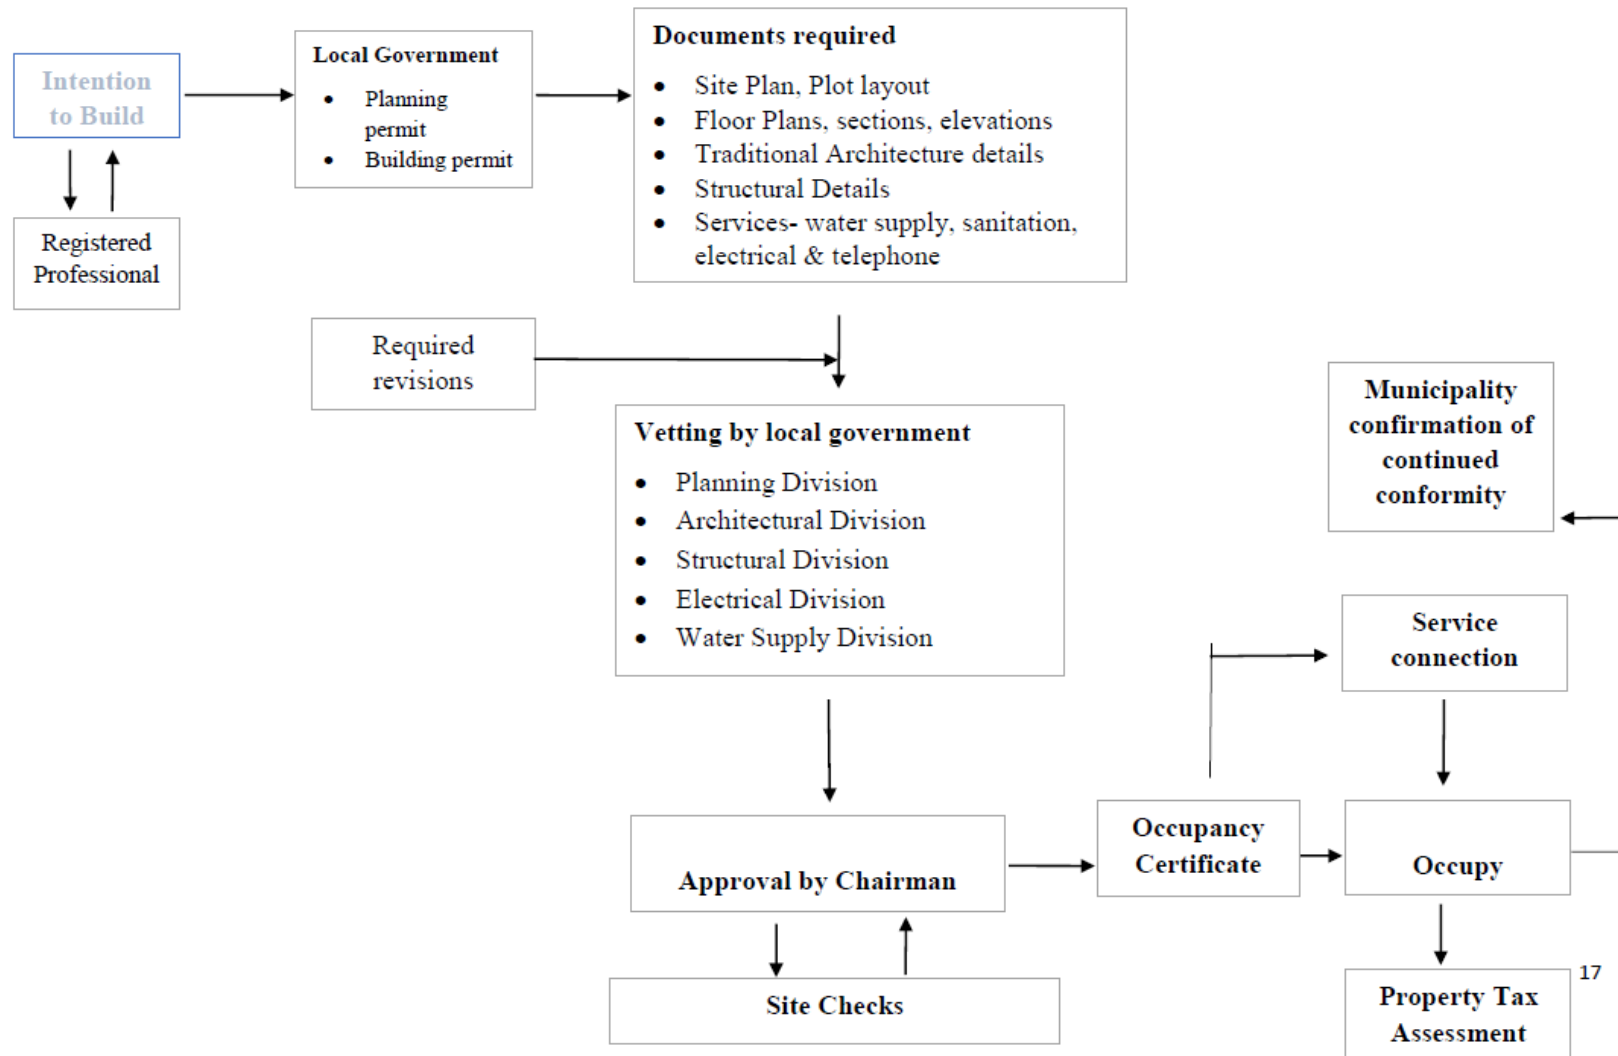 Intention
to Build
Registered
Professional
Local Government
• Planning
permit
• Building permit
Documents required
• Site Plan, Plot layout
• Floor Plans, sections, elevations
• Traditional Architecture details
• Structural Details
• Services- water supply, sanitation,
electrical & telephone
Required
revisions
Vetting by local government
• Planning Division
• Architectural Division
• Structural Division
• Electrical Division
• Water Supply Division
Approval by Chairman
Site Checks
Occupancy
Certificate
Municipality
confirmation of
continued
conformity
Service
connection
Occupy
Property Tax
Assessment
17